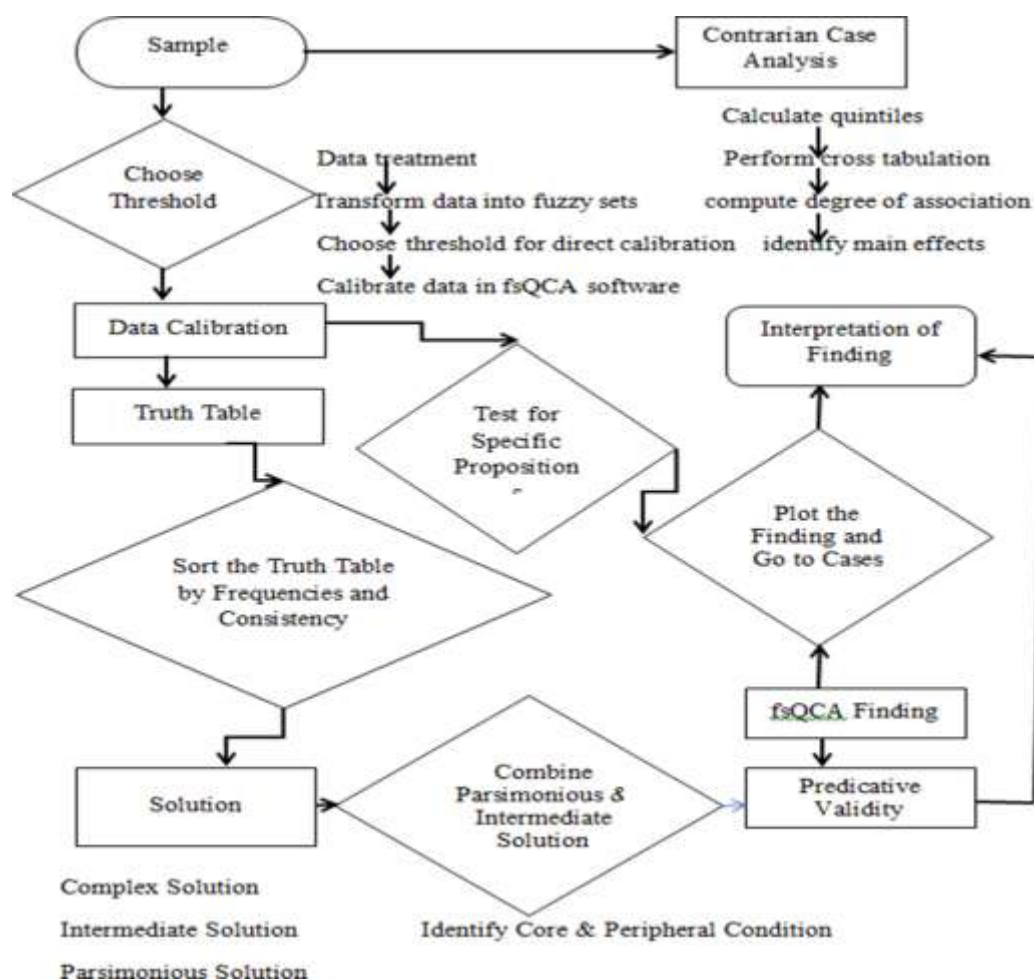 Sample
Contrarian Case
Analysis
Calculate quintiles
Perform cross tabulation
compute degree of association
identify main effects
Choose
Threshold
Data treatment
Transform data into fuzzy sets
Choose threshold for direct calibration
Calibrate data in fsQCA software
Data Calibration
Truth Table
Test for
Specific
Proposition
Interpretation of
Finding
Plot the
Finding and
Go to Cases
Sort the Truth Table
by Frequencies and
Consistency
fsQCA Finding
Solution
Combine
Parsimonious &
Intermediate
Solution
Predicative
Validity
Complex Solution
Intermediate Solution
Parsimonious Solution
Identify Core & Peripheral Condition